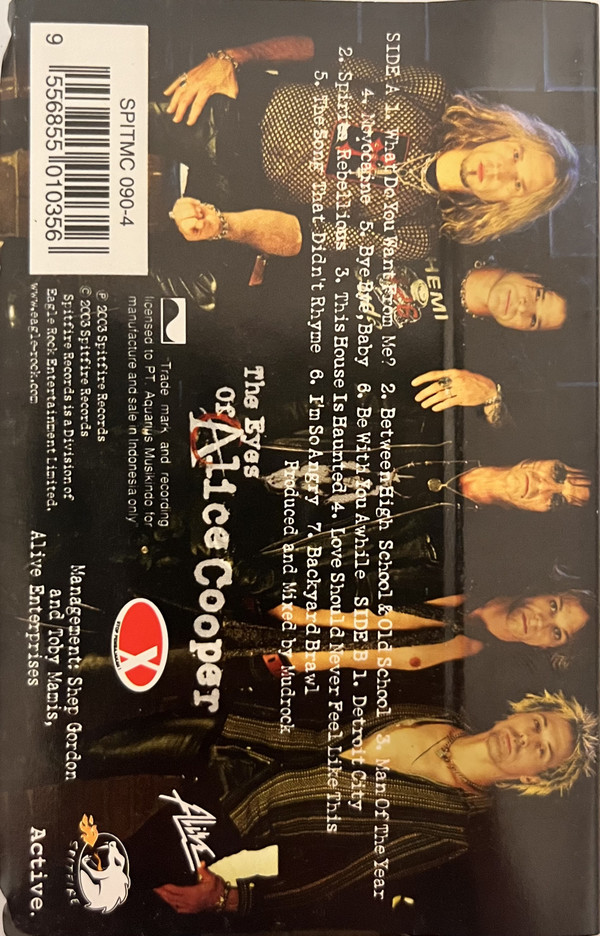 SIDE A 1. What Do You Want From Me? 2. Between High School & Old School 3. Man Of The Year
4. Novocaine 5. Bye Bye, Baby 6. Be With You Awhile SIDE B 1. Detroit City
2. Spirits Rebellious 3. This House Is Haunted 4. Love Should Never Feel Like This
5. The Song That Didn't Rhyme 6. I'm So Angry 7. Backyard Brawl
Produced and Mixed by Mudrock
HEMI
The Eyes
Of Alice Cooper
Trade mark and recording
licensed to PT. Aquarius Musikindo for
manufacture and sale in Indonesia only
℗ 2003 Spitfire Records
© 2003 Spitfire Records
Spitfire Records is a Division of
Eagle Rock Entertainment Limited.
www.eagle-rock.com
SPITMC 090-4
9 556855 010356
X
Management: Shep Gordon
and Toby Mamis,
Alive Enterprises
Alive
SPITFIRE
Active.